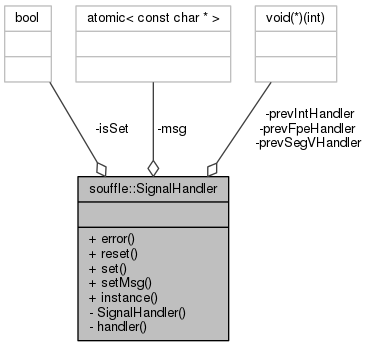 bool
atomic< const char * >
void(*)(int)
-isSet
-msg
-prevIntHandler
-prevFpeHandler
-prevSegVHandler
souffle::SignalHandler
+ error()
+ reset()
+ set()
+ setMsg()
+ instance()
- SignalHandler()
- handler()